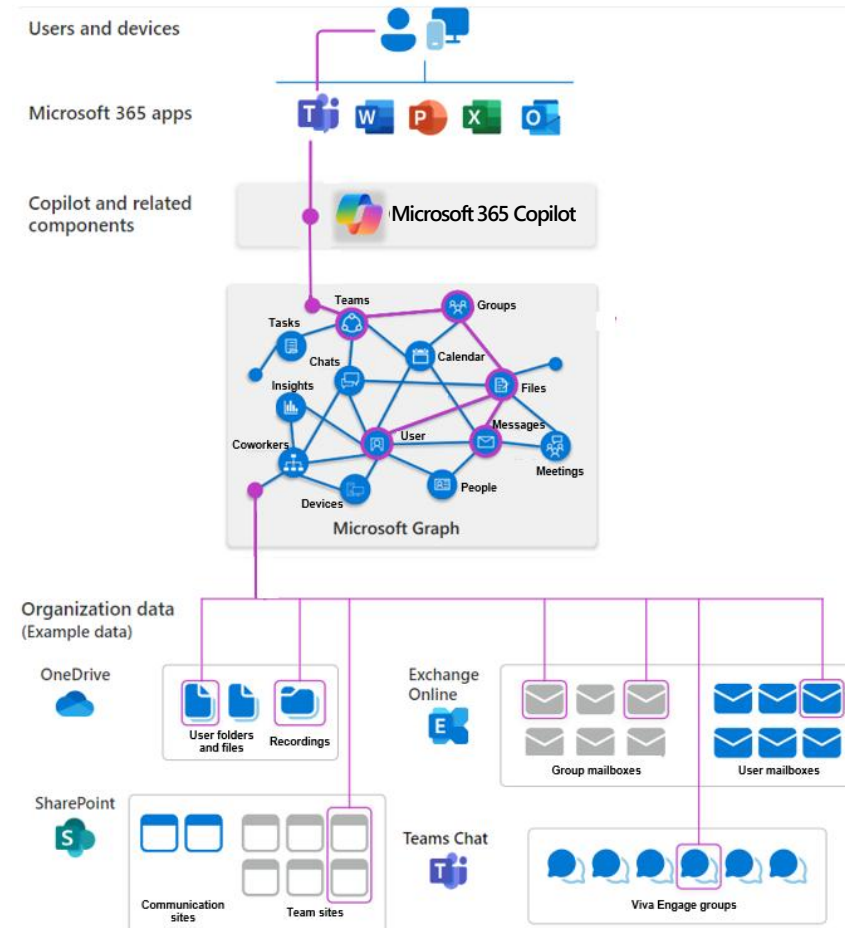 Users and devices
Microsoft 365 apps
Copilot and related
components
Microsoft 365 Copilot
Teams
Groups
Tasks
Chats
Calendar
Insights
Files
Messages
User
Coworkers
Meetings
People
Devices
Microsoft Graph
Organization data
(Example data)
OneDrive
User folders
and files
Recordings
Exchange
Online
Group mailboxes
User mailboxes
SharePoint
Communication
sites
Team sites
Teams Chat
Viva Engage groups
T
W
P
X
O
E
S
T